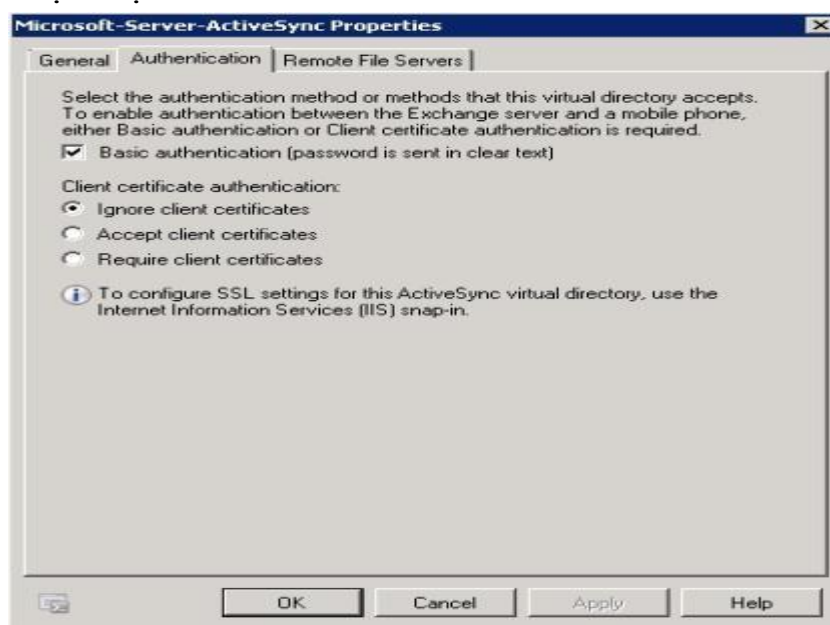 Microsoft-Server-ActiveSync Properties
General Authentication Remote File Servers
Select the authentication method or methods that this virtual directory accepts.
To enable authentication between the Exchange server and a mobile phone,
either Basic authentication or Client certificate authentication is required.
Basic authentication (password is sent in clear text)
Client certificate authentication:
Ignore client certificates
Accept client certificates
Require client certificates
To configure SSL settings for this ActiveSync virtual directory, use the
Internet Information Services (IIS) snap-in.
OK Cancel Apply Help